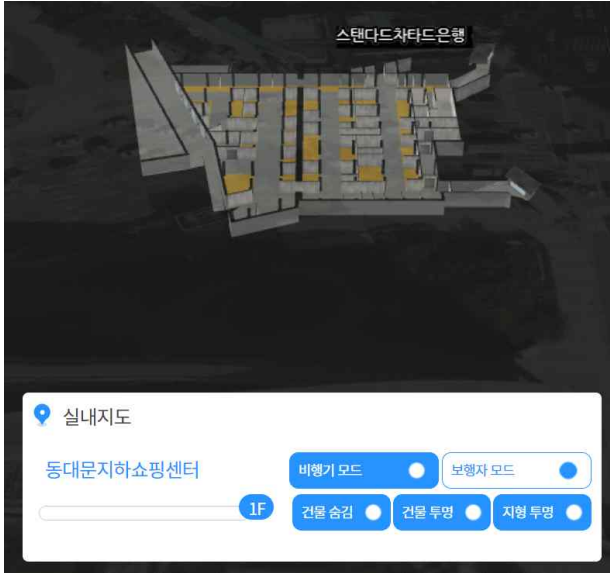 스탠다드차타드은행
실내지도
동대문지하쇼핑센터
비행기 모드
보행자 모드
1F
건물 숨김
건물 투명
지형 투명